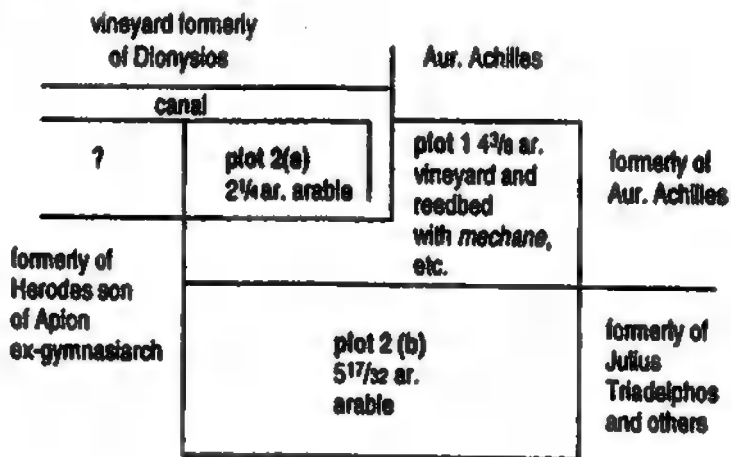 vineyard formerly
of Dionysios
Aur. Achilles
canal
?
plot 2(a)
2¼ ar. arable
plot 1 4³/₈ ar.
vineyard and
reedbed
with mechane,
etc.
formerly of
Aur. Achilles
formerly of
Herodes son
of Apion
ex-gymnasiarch
plot 2 (b)
5¹⁷/₃₂ ar.
arable
formerly of
Julius
Triadelphos
and others